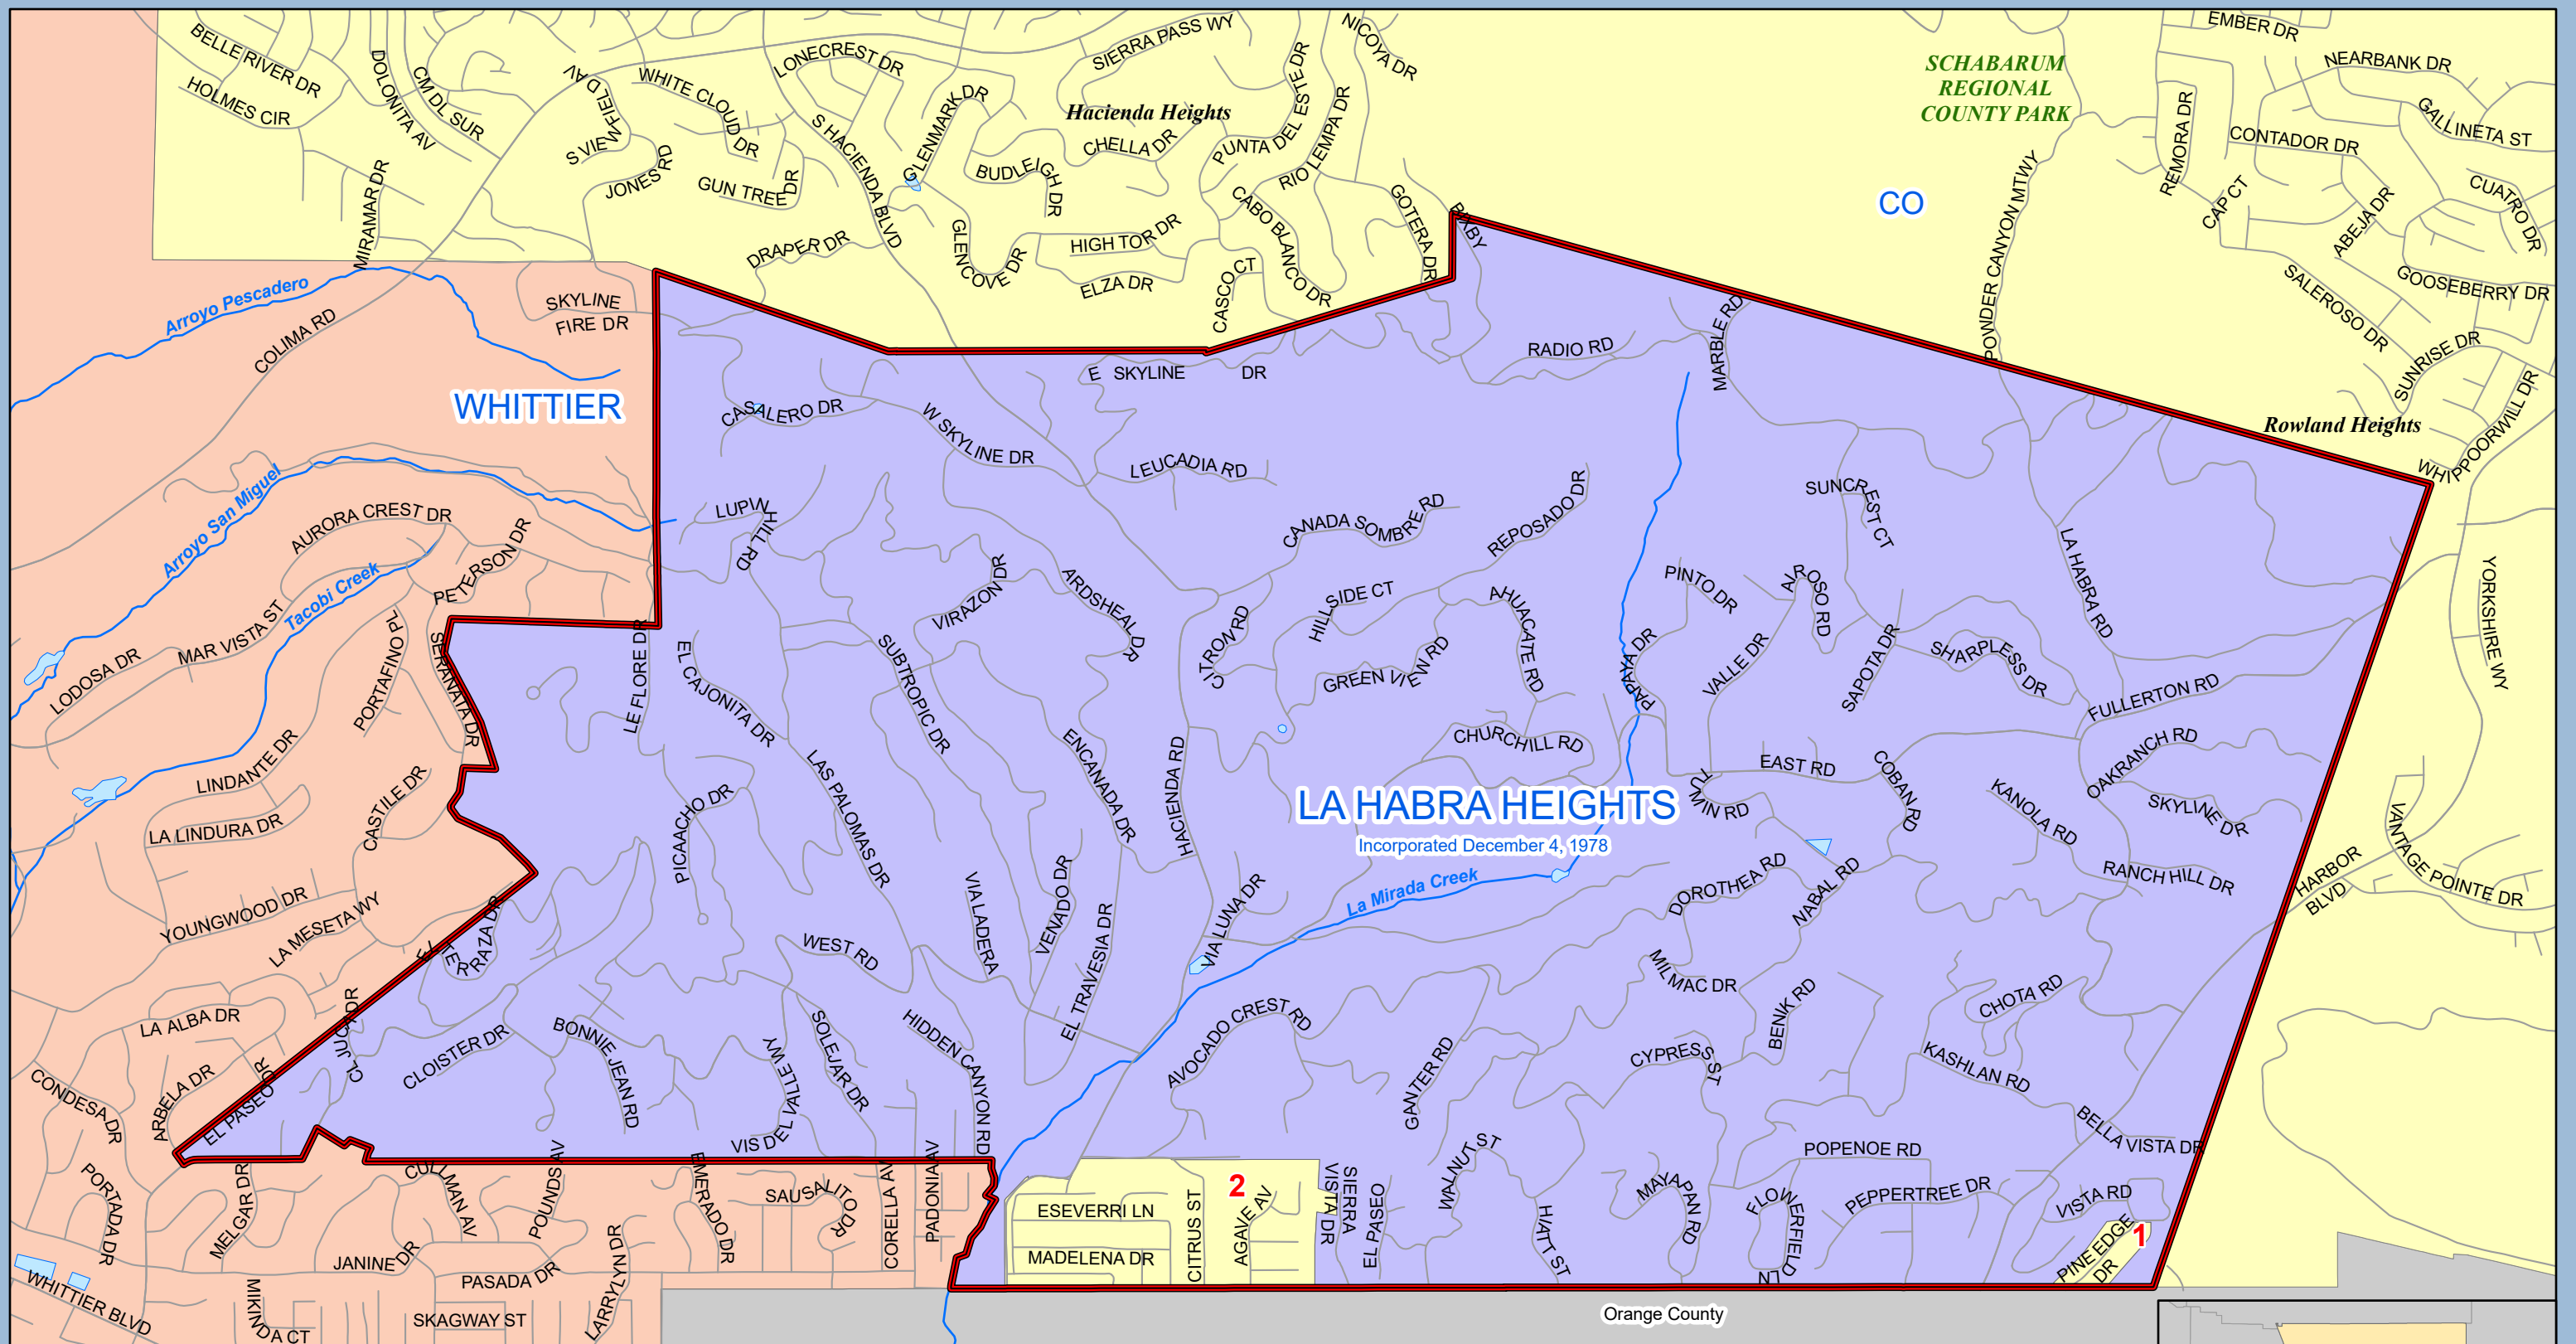 BELLE RIVER DR
HOLMES CIR
DOLONITA AV
CM DL SUR
MIRAMAR DR
S VIEWFIELD AV
JONES RD
WHITE CLOUD DR
GUN TREE DR
DRAPER DR
LONECREST DR
S HACIENDA BLVD
GLENMARK DR
BUDLEIGH DR
GLENCOVE DR
HIGH TOR DR
ELZA DR
SIERRA PASS WY
Hacienda Heights
CHELLA DR
PUNTA DEL ESTE DR
RIO LEMPA DR
NICOYA DR
CABO BLANCO DR
CASCO CT
GOTERA DR
BIXBY
SCHABARUM
REGIONAL
COUNTY PARK
CO
POWDER CANYON MTWY
EMBER DR
NEARBANK DR
GALLINETA ST
CONTADOR DR
REMORA DR
CAP CT
ABEJA DR
CUATRO DR
GOOSEBERRY DR
SALEROSO DR
SUNRISE DR
Rowland Heights
WHIPPOORWILL DR
YORKSHIRE WY
VANTAGE POINTE DR
HARBOR
BLVD
Arroyo Pescadero
COLIMA RD
SKYLINE
FIRE DR
WHITTIER
Arroyo San Miguel
AURORA CREST DR
Tacobi Creek
PETERSON DR
MAR VISTA ST
LODOSA DR
PORTAFINO PL
SERANATA DR
LINDANTE DR
CASTILE DR
LA LINDURA DR
YOUNGWOOD DR
LA MESETA WY
LA ALBA DR
ARBELA DR
CONDESA DR
PORTADA DR
MELGAR DR
WHITTIER BLVD
MIKINDA CT
JANINE DR
CULLMAN AV
POUNDS AV
PASADA DR
SKAGWAY ST
LARRYLYN DR
EMERADO DR
SAUSALITO DR
CORELLA AV
PADONIA AV
E SKYLINE DR
RADIO RD
MARBLE RD
CASALERO DR
W SKYLINE DR
LEUCADIA RD
LUPIN HILL RD
CANADA SOMBRE RD
REPOSADO DR
SUNCREST CT
LA HABRA RD
VIRAZON DR
ARDSHEAL DR
CITRON RD
HILLSIDE CT
GREEN VIEW RD
AHUACATE RD
PAPAYA DR
PINTO DR
VALLE DR
AIROSO RD
SAPOTA DR
SHARPLESS DR
FULLERTON RD
LE FLORE DR
EL CAJONITA DR
SUBTROPIC DR
ENCANADA DR
HACIENDA RD
CHURCHILL RD
EAST RD
TUMIN RD
COBAN RD
KANOLA RD
OAKRANCH RD
SKYLINE DR
RANCH HILL DR
LA HABRA HEIGHTS
Incorporated December 4, 1978
La Mirada Creek
PICAACHO DR
LAS PALOMAS DR
VIA LADERA
VENADO DR
EL TRAVESIA DR
VIA LUNA DR
WEST RD
DOROTHEA RD
NABAL RD
MILMAC DR
BENK RD
CHOTA RD
KASHLAN RD
BELLA VISTA DR
EL TERRAZA DR
CL JUCA DR
EL PASEO DR
CLOISTER DR
BONNIE JEAN RD
VIS DEL VALLE WY
SOLEJAR DR
HIDDEN CANYON RD
AVOCADO CREST RD
GANTER RD
CYPRESS ST
WALNUT ST
HIATT ST
MAYAPAN RD
FLOWERFIELD LN
POPENOE RD
PEPPERTREE DR
VISTA RD
PINE EDGE
DR
1
2
ESEVERRI LN
MADELENA DR
CITRUS ST
AGAVE AV
SIERRA
VISTA DR
EL PASEO
Orange County